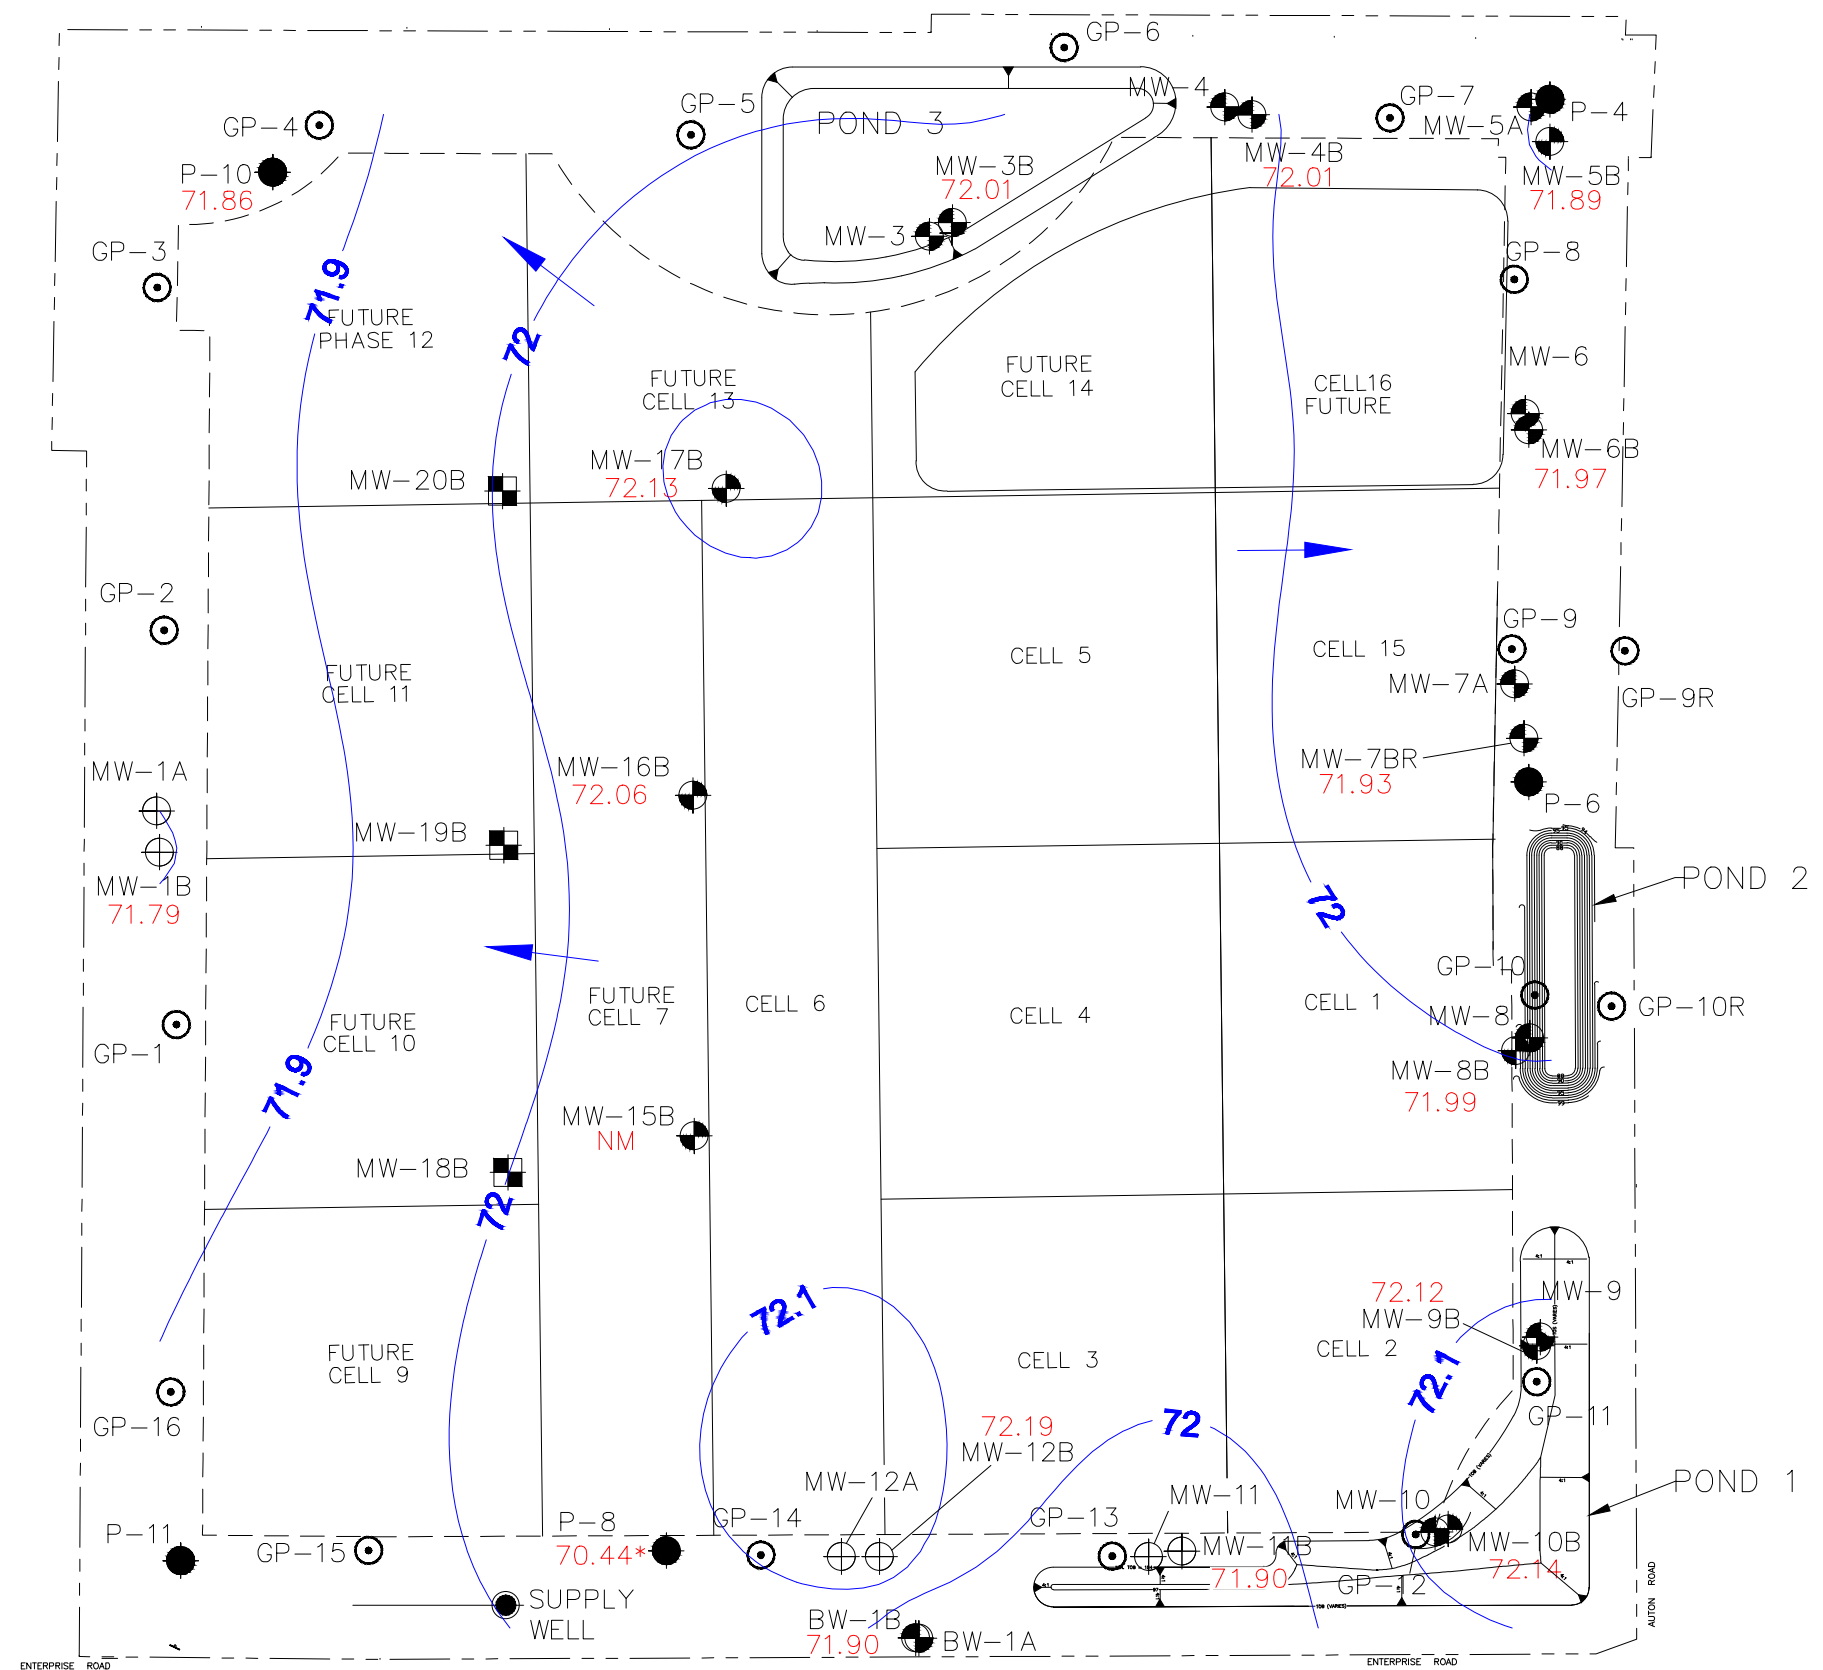 GP-6
MW-4
GP-5
GP-7
P-4
GP-4
POND 3
MW-5A
MW-3B
72.01
MW-4B
72.01
P-10
71.86
MW-5B
71.89
MW-3
GP-3
GP-8
71.9
FUTURE
PHASE 12
72
MW-6
FUTURE
CELL 13
FUTURE
CELL 14
CELL16
FUTURE
MW-20B
MW-17B
72.13
MW-6B
71.97
GP-2
GP-9
CELL 5
CELL 15
FUTURE
CELL 11
MW-7A
GP-9R
MW-1A
MW-16B
72.06
MW-7BR
71.93
P-6
MW-19B
MW-1B
71.79
POND 2
72
GP-10
FUTURE
CELL 7
CELL 6
CELL 4
CELL 1
MW-8
GP-10R
GP-1
FUTURE
CELL 10
71.9
MW-8B
71.99
MW-15B
NM
MW-18B
72
72.1
72.12
MW-9
MW-9B
FUTURE
CELL 9
CELL 3
CELL 2
72.1
GP-16
72.19
MW-12B
72
GP-11
MW-12A
MW-11
MW-10
POND 1
P-11
GP-15
P-8
70.44*
GP-14
GP-13
MW-11B
71.90
MW-10B
72.14
GP-12
SUPPLY
WELL
BW-1B
71.90
BW-1A
AUTON ROAD
ENTERPRISE ROAD
ENTERPRISE ROAD